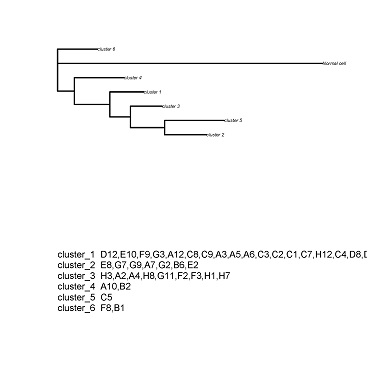 cluster 6
Normal cell
cluster 4
cluster 1
cluster 3
cluster 5
cluster 2
cluster_1 D12,E10,F9,G3,A12,C8,C9,A3,A5,A6,C3,C2,C1,C7,H12,C4,D8,
cluster_2 E8,G7,G9,A7,G2,B6,E2
cluster_3 H3,A2,A4,H8,G11,F2,F3,H1,H7
cluster_4 A10,B2
cluster_5 C5
cluster_6 F8,B1